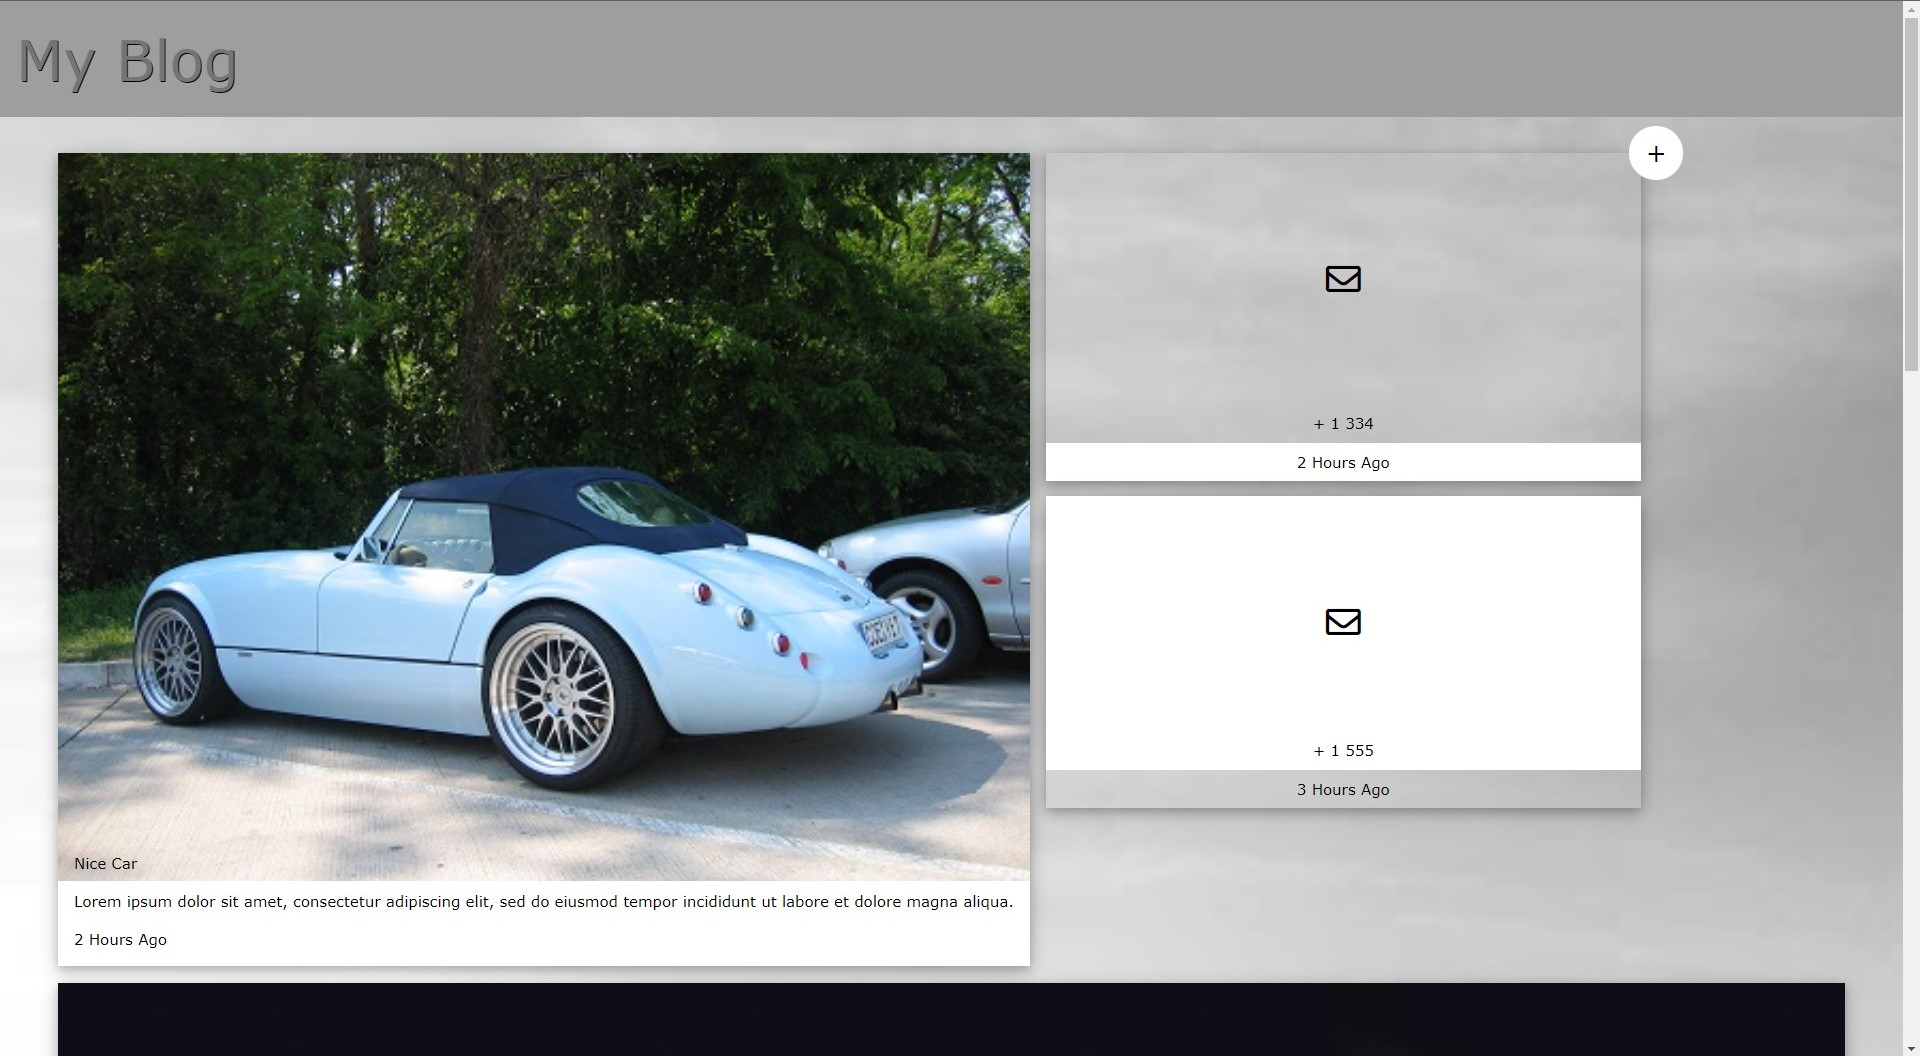 My Blog
+
+ 1 334
2 Hours Ago
+ 1 555
3 Hours Ago
Nice Car
Lorem ipsum dolor sit amet, consectetur adipiscing elit, sed do eiusmod tempor incididunt ut labore et dolore magna aliqua.
2 Hours Ago